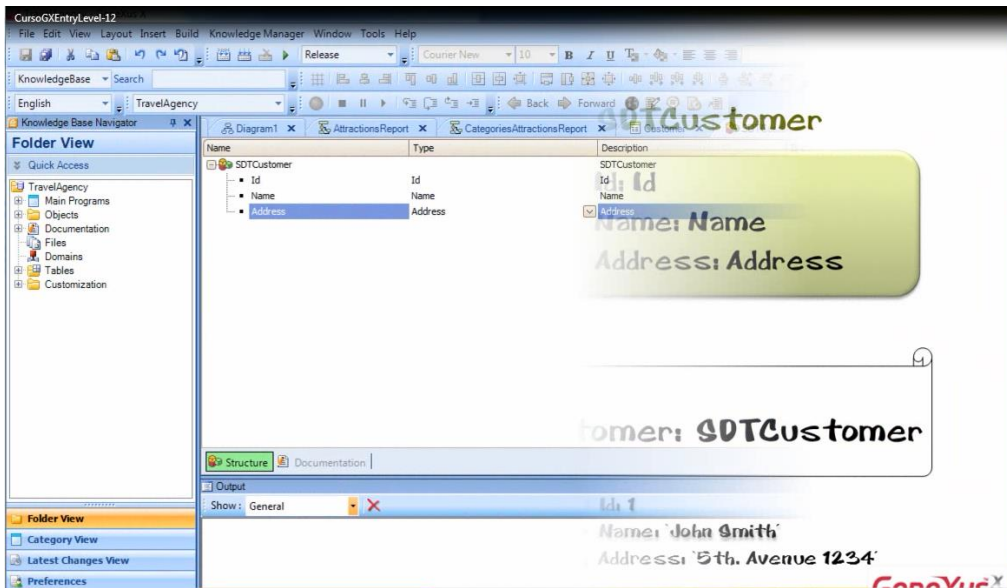 CursoGXEntryLevel-12
File Edit View Layout Insert Build Knowledge Manager Window Tools Help
Release Courier New 10 B I U
KnowledgeBase Search
English TravelAgency Back Forward
Knowledge Base Navigator
Diagram1 AttractionsReport CategoriesAttractionsReport Customer
SDTCustomer
Folder View
Name Type Description
Quick Access
SDTCustomer SDTCustomer
Id Id Id
Name Name Name
Address Address Address
TravelAgency
Main Programs
Objects
Documentation
Files
Domains
Tables
Customization
Id: Id
Name: Name
Address: Address
tomer: SDTCustomer
Structure Documentation
Output
Show: General
Id: 1
Name: 'John Smith'
Address: '5th. Avenue 1234'
Folder View
Category View
Latest Changes View
Preferences
GeneXus X